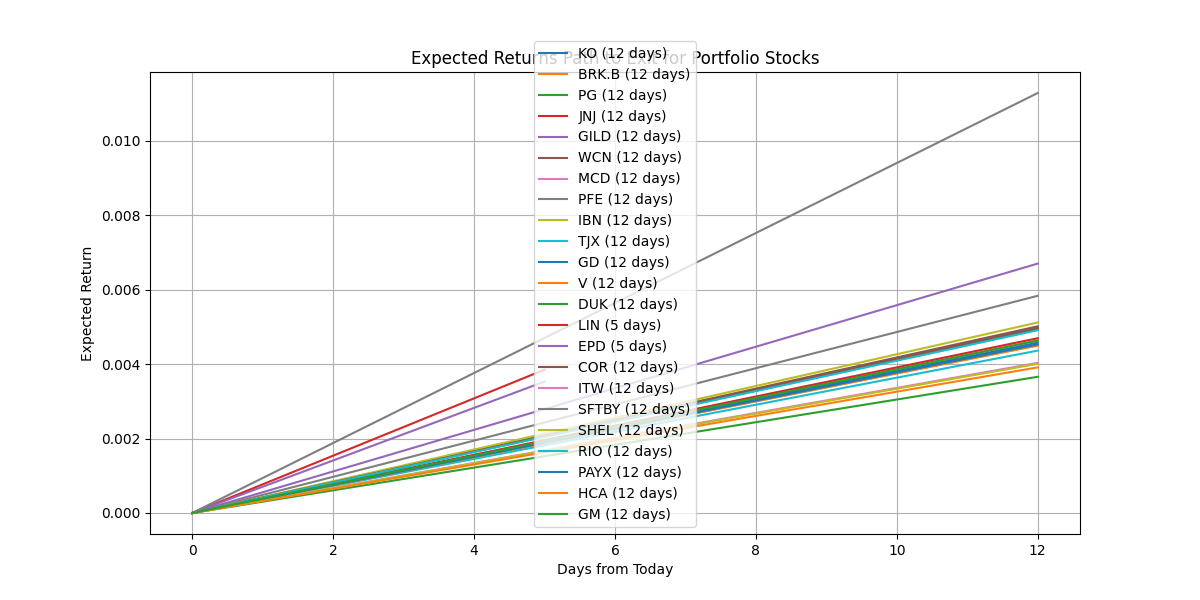 Expected Returns Path to Exit for Portfolio Stocks
KO (12 days)
BRK.B (12 days)
PG (12 days)
JNJ (12 days)
GILD (12 days)
WCN (12 days)
MCD (12 days)
PFE (12 days)
IBN (12 days)
TJX (12 days)
GD (12 days)
V (12 days)
DUK (12 days)
LIN (5 days)
EPD (5 days)
COR (12 days)
ITW (12 days)
SFTBY (12 days)
SHEL (12 days)
RIO (12 days)
PAYX (12 days)
HCA (12 days)
GM (12 days)
Expected Return
0.010
0.008
0.006
0.004
0.002
0.000
0 2 4 6 8 10 12
Days from Today